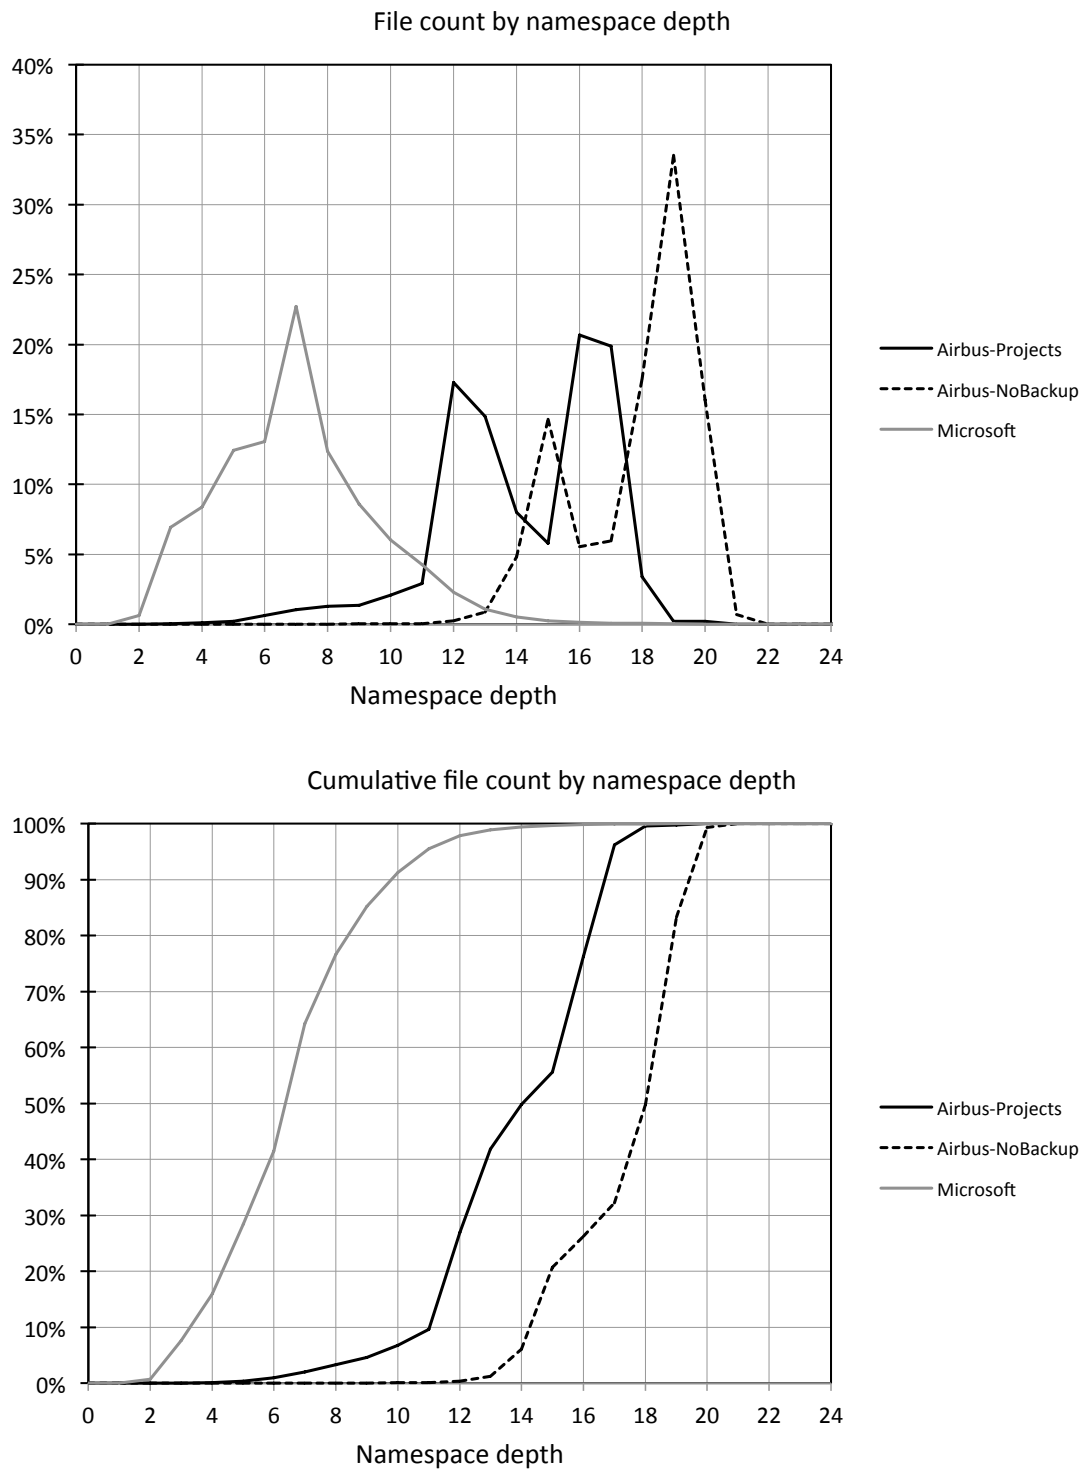 File count by namespace depth
40%
35%
30%
25%
20%
15%
10%
5%
0%
0 2 4 6 8 10 12 14 16 18 20 22 24
Namespace depth
Airbus-Projects
Airbus-NoBackup
Microsoft
Cumulative file count by namespace depth
100%
90%
80%
70%
60%
50%
40%
30%
20%
10%
0%
0 2 4 6 8 10 12 14 16 18 20 22 24
Namespace depth
Airbus-Projects
Airbus-NoBackup
Microsoft